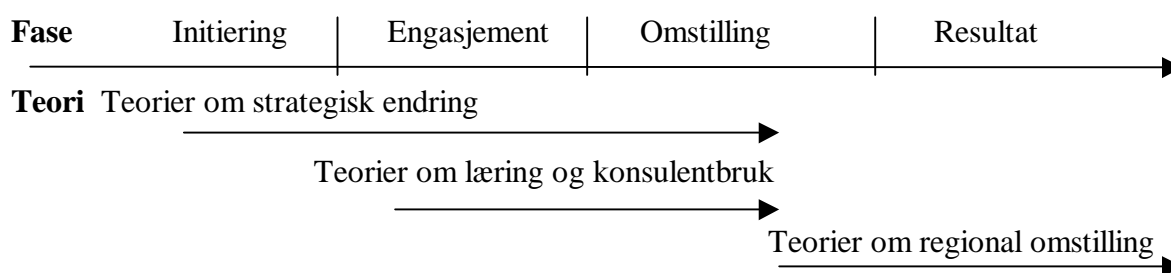 Fase Initiering Engasjement Omstilling Resultat
Teori Teorier om strategisk endring
Teorier om læring og konsulentbruk
Teorier om regional omstilling